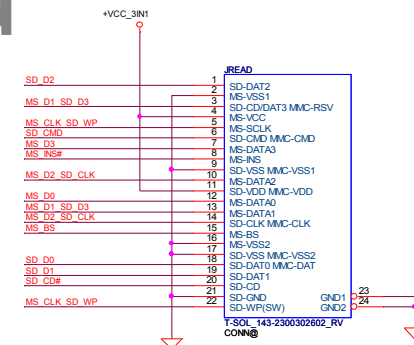 +VCC_3IN1
JREAD
SD_D2 1 SD-DAT2
2 MS-VSS1
MS_D1_SD_D3 3 SD-CD/DAT3 MMC-RSV
4 MS-VCC
MS_CLK_SD_WP 5 MS-SCLK
SD_CMD 6 SD-CMD MMC-CMD
MS_D3 7 MS-DATA3
MS_INS# 8 MS-INS
9 SD-VSS MMC-VSS1
MS_D2_SD_CLK 10 MS-DATA2
11 SD-VDD MMC-VDD
MS_D0 12 MS-DATA0
MS_D1_SD_D3 13 MS-DATA1
MS_D2_SD_CLK 14 SD-CLK MMC-CLK
MS_BS 15 MS-BS
16 MS-VSS2
17 SD-VSS MMC-VSS2
SD_D0 18 SD-DAT0 MMC-DAT
SD_D1 19 SD-DAT1
SD_CD# 20 SD-CD
21 SD-GND GND1 23
MS_CLK_SD_WP 22 SD-WP(SW) GND2 24
T-SOL_143-2300302602_RV
CONN@